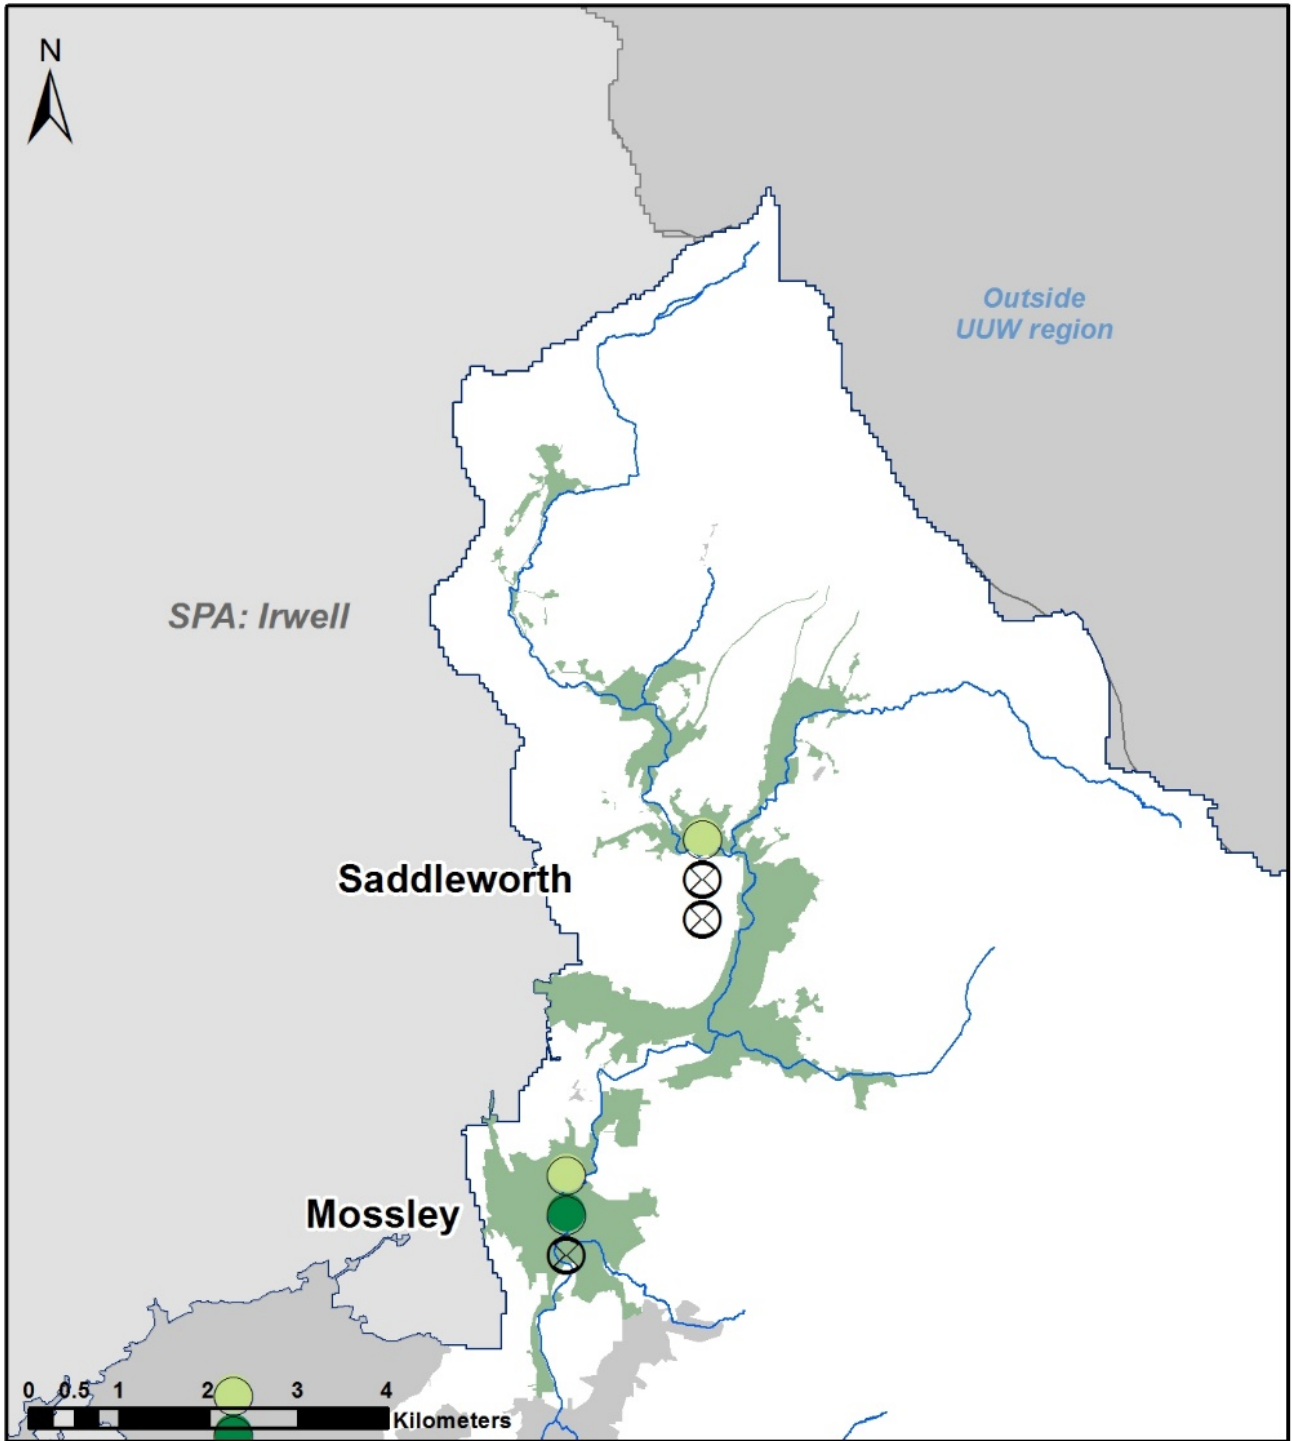 N
Outside
UUW region
SPA: Irwell
Saddleworth
Mossley
0 0.5 1 2 3 4
Kilometers